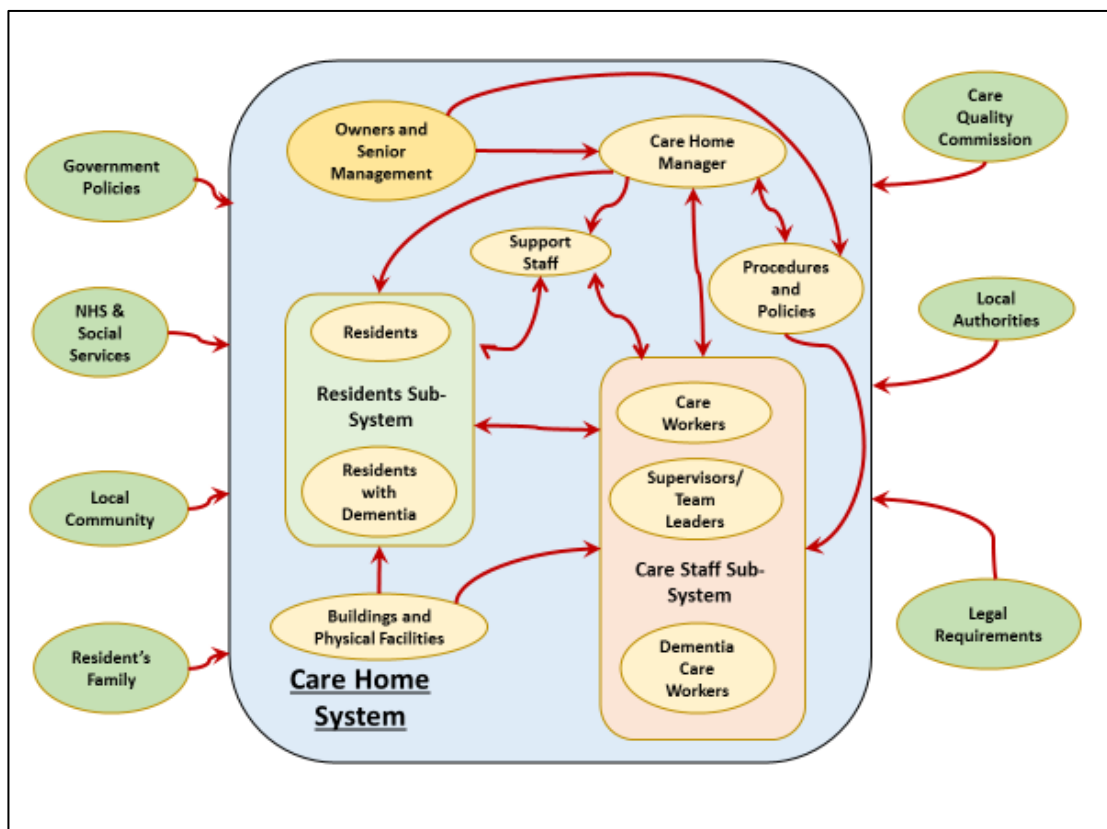 Government
Policies
NHS &
Social
Services
Local
Community
Resident's
Family
Owners and
Senior
Management
Care Home
Manager
Support
Staff
Procedures
and
Policies
Residents
Residents Sub-
System
Residents
with
Dementia
Care
Workers
Supervisors/
Team
Leaders
Care Staff Sub-
System
Dementia
Care
Workers
Buildings and
Physical Facilities
Care Home
System
Care
Quality
Commission
Local
Authorities
Legal
Requirements